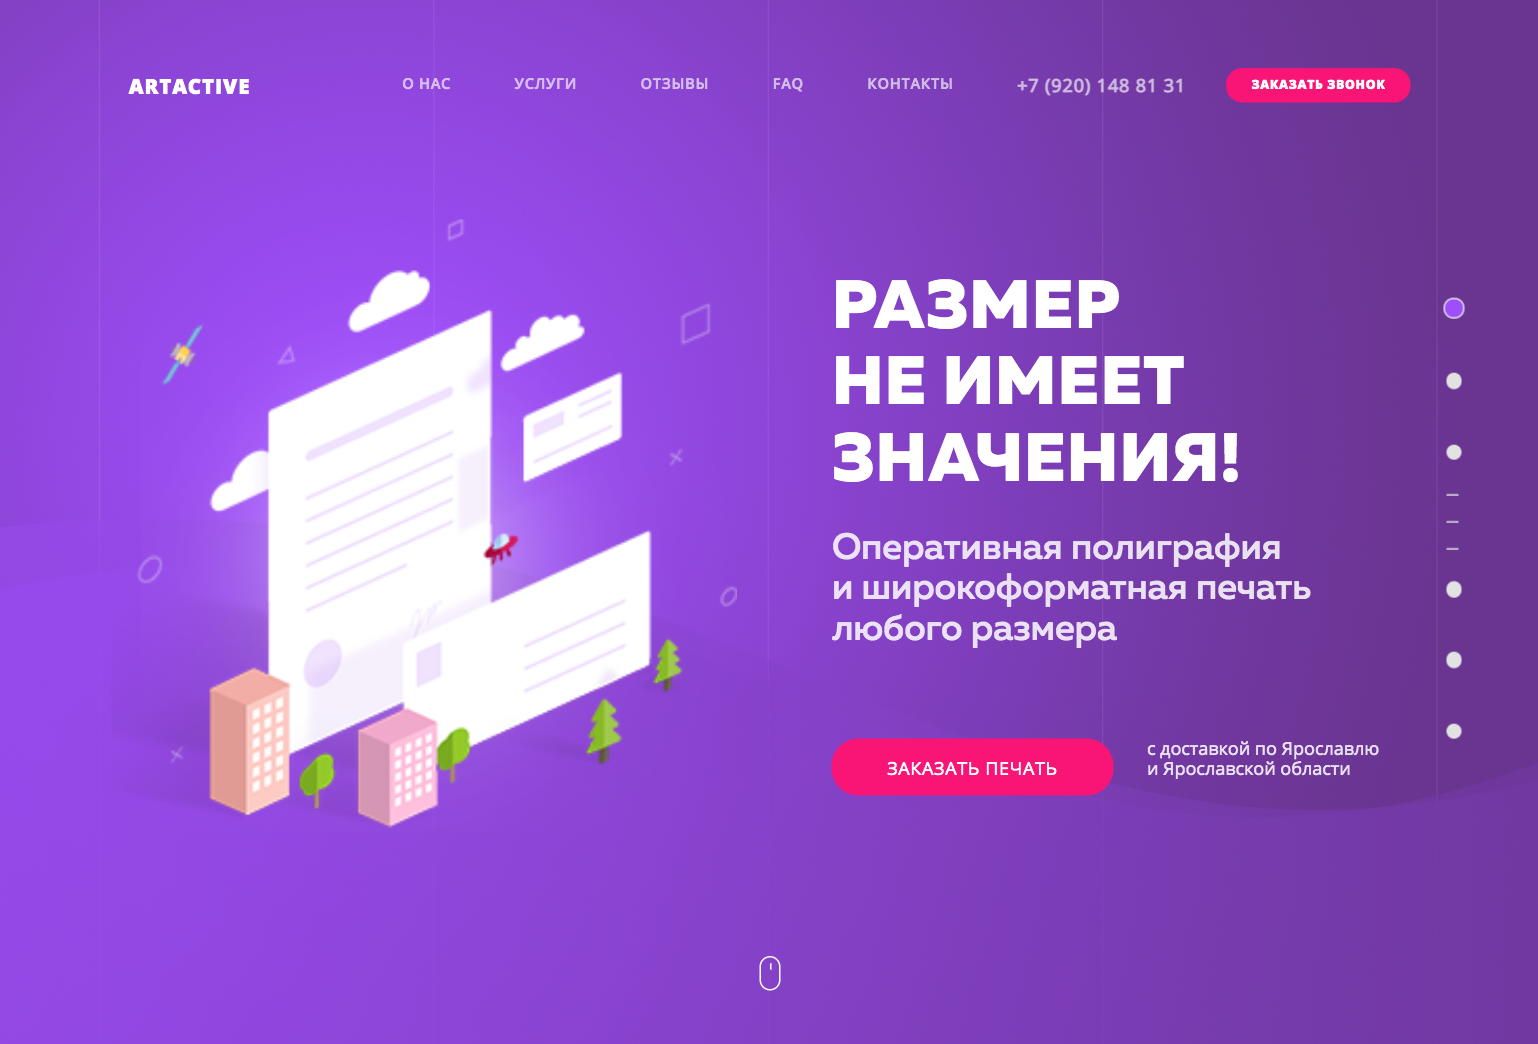 ARTACTIVE
О НАС
УСЛУГИ
ОТЗЫВЫ
FAQ
КОНТАКТЫ
+7 (920) 148 81 31
ЗАКАЗАТЬ ЗВОНОК
РАЗМЕР
НЕ ИМЕЕТ
ЗНАЧЕНИЯ!
Оперативная полиграфия
и широкоформатная печать
любого размера
ЗАКАЗАТЬ ПЕЧАТЬ
с доставкой по Ярославлю
и Ярославской области